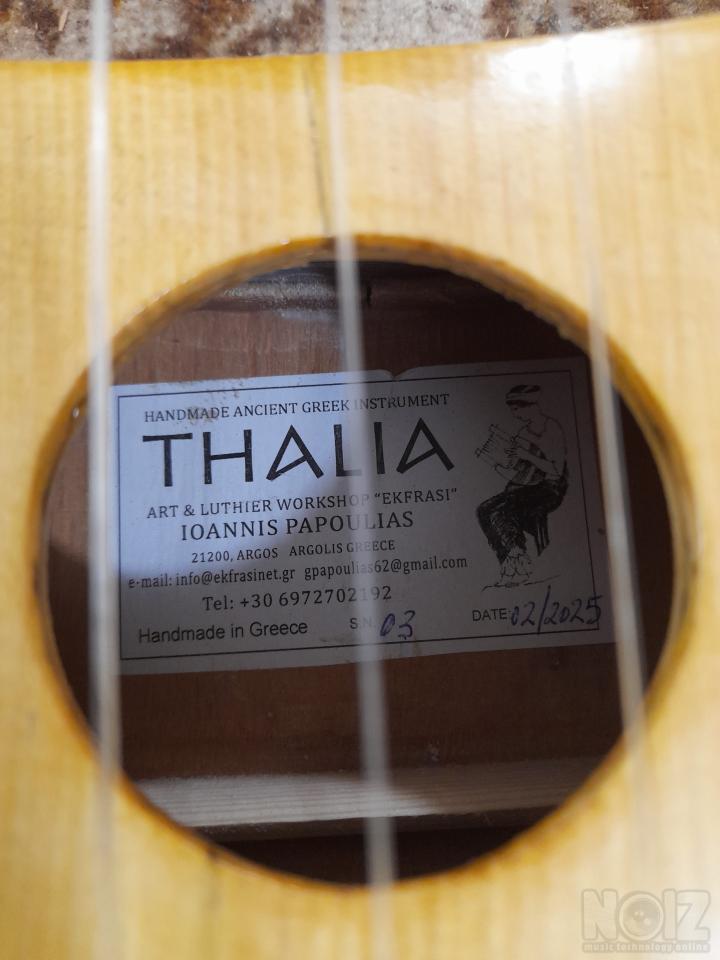 HANDMADE ANCIENT GREEK INSTRUMENT
THALIA
ART & LUTHIER WORKSHOP "EKFRASI"
IOANNIS PAPOULIAS
21200, ARGOS ARGOLIS GREECE
e-mail: info@ekfrasinet.gr gpapoulias62@gmail.com
Tel: +30 6972702192
Handmade in Greece S.N. 03 DATE: 02/2025
NOIZ
music technology online